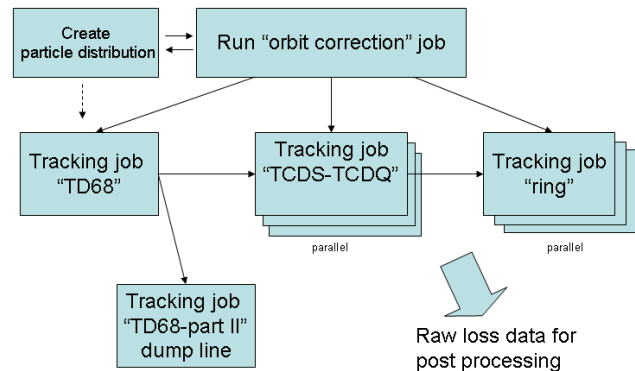 Create
particle distribution
Run “orbit correction” job
Tracking job
“TD68”
Tracking job
“TCDS-TCDQ”
Tracking job
“ring”
parallel
parallel
Tracking job
“TD68-part II”
dump line
Raw loss data for
post processing